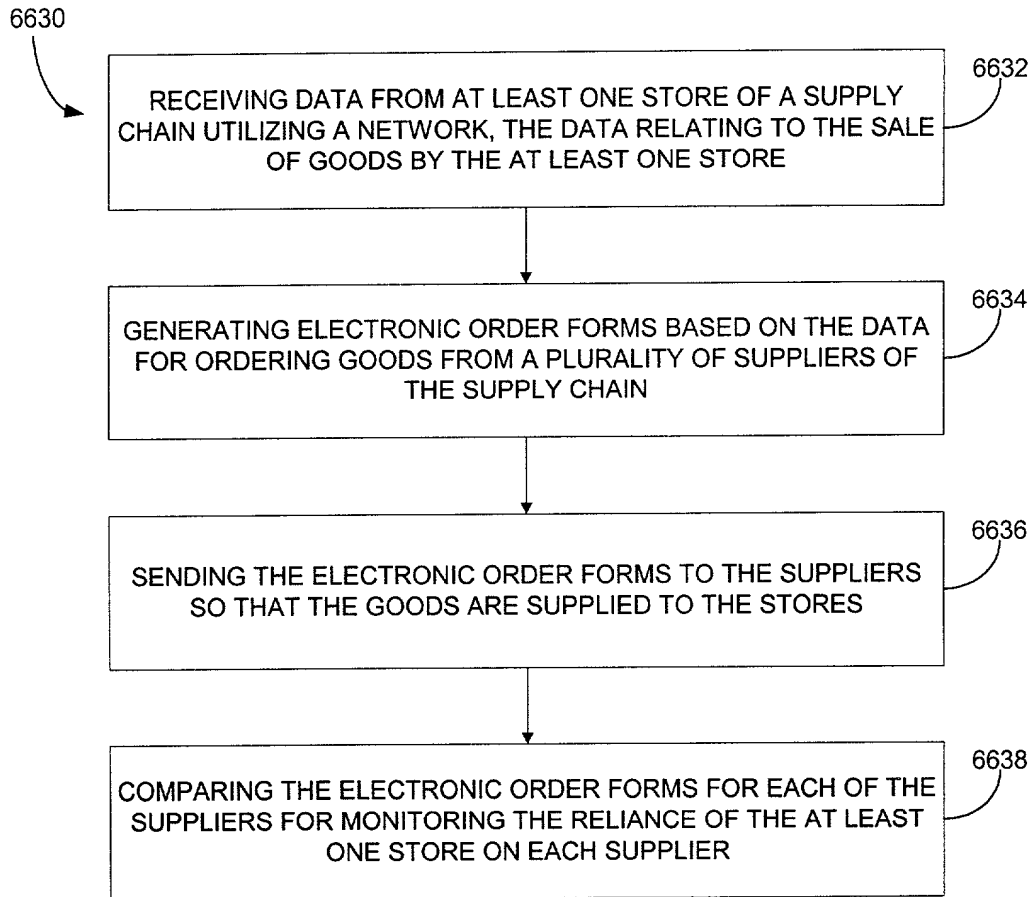 6630
6632
RECEIVING DATA FROM AT LEAST ONE STORE OF A SUPPLY
CHAIN UTILIZING A NETWORK, THE DATA RELATING TO THE SALE
OF GOODS BY THE AT LEAST ONE STORE
6634
GENERATING ELECTRONIC ORDER FORMS BASED ON THE DATA
FOR ORDERING GOODS FROM A PLURALITY OF SUPPLIERS OF
THE SUPPLY CHAIN
6636
SENDING THE ELECTRONIC ORDER FORMS TO THE SUPPLIERS
SO THAT THE GOODS ARE SUPPLIED TO THE STORES
6638
COMPARING THE ELECTRONIC ORDER FORMS FOR EACH OF THE
SUPPLIERS FOR MONITORING THE RELIANCE OF THE AT LEAST
ONE STORE ON EACH SUPPLIER